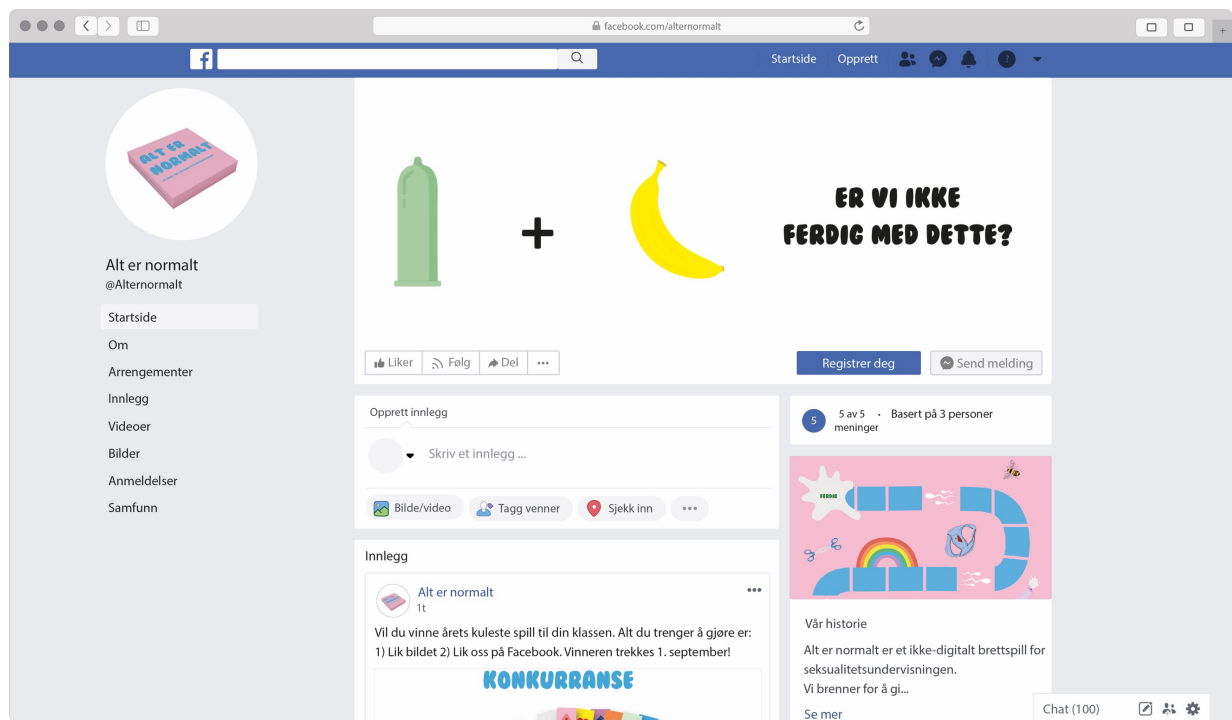 facebook.com/alternormalt
Startside
Opprett
ALT ER
NORMALT
ER VI IKKE
FERDIG MED DETTE?
Alt er normalt
@Alternormalt
Startside
Om
Arrengementer
Innlegg
Videoer
Bilder
Anmeldelser
Samfunn
Liker
Følg
Del
Registrer deg
Send melding
Opprett innlegg
Skriv et innlegg ...
Bilde/video
Tagg venner
Sjekk inn
5
5 av 5 · Basert på 3 personer
meninger
FERDIG
Innlegg
Alt er normalt
1t
Vil du vinne årets kuleste spill til din klassen. Alt du trenger å gjøre er:
1) Lik bildet 2) Lik oss på Facebook. Vinneren trekkes 1. september!
KONKURRANSE
Vår historie
Alt er normalt er et ikke-digitalt brettspill for
seksualitetsundervisningen.
Vi brenner for å gi...
Se mer
Chat (100)